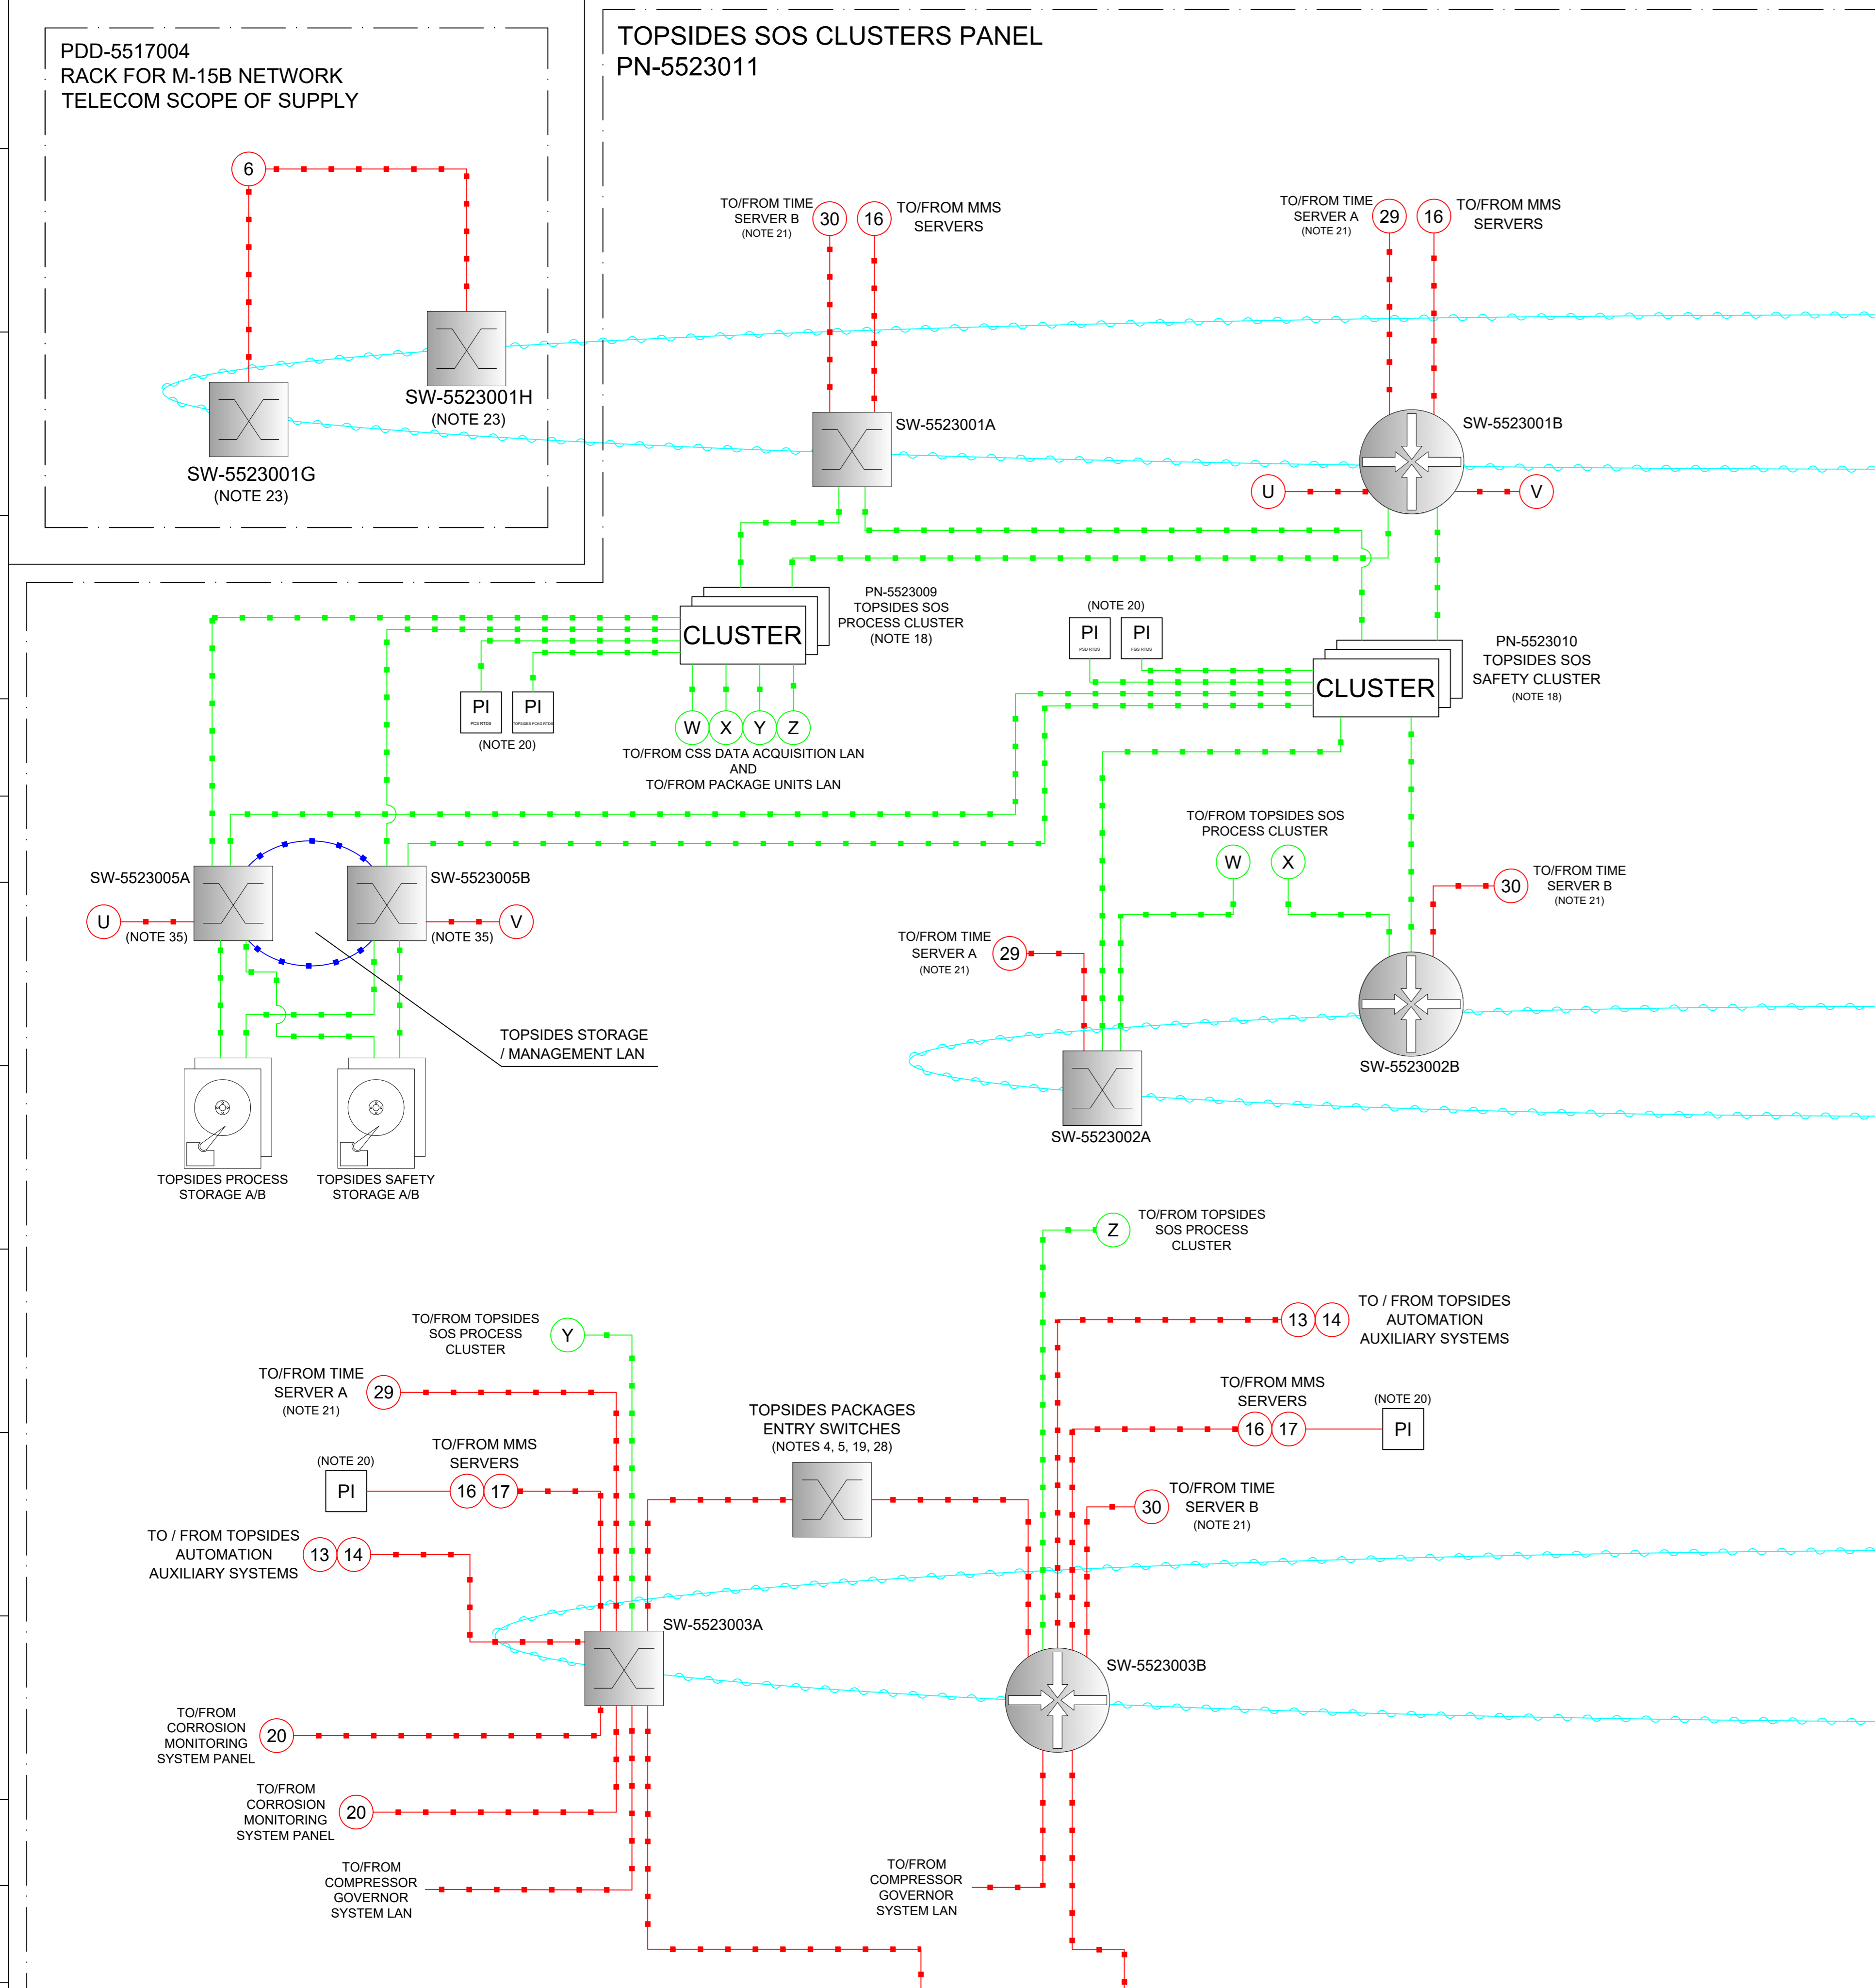 PDD-5517004
RACK FOR M-15B NETWORK
TELECOM SCOPE OF SUPPLY
6
SW-5523001H
(NOTE 23)
SW-5523001G
(NOTE 23)
TOPSIDES SOS CLUSTERS PANEL
PN-5523011
TO/FROM TIME
SERVER B
(NOTE 21)
30
16
TO/FROM MMS
SERVERS
TO/FROM TIME
SERVER A
(NOTE 21)
29
16
TO/FROM MMS
SERVERS
SW-5523001A
SW-5523001B
U
V
PN-5523009
TOPSIDES SOS
PROCESS CLUSTER
(NOTE 18)
CLUSTER
PI
PCS RTDS
PI
TOPSIDES PCKG RTDS
(NOTE 20)
W
X
Y
Z
TO/FROM CSS DATA ACQUISITION LAN
AND
TO/FROM PACKAGE UNITS LAN
(NOTE 20)
PI
PSD RTDS
PI
FGS RTDS
CLUSTER
PN-5523010
TOPSIDES SOS
SAFETY CLUSTER
(NOTE 18)
SW-5523005A
SW-5523005B
U
(NOTE 35)
(NOTE 35)
V
TOPSIDES STORAGE
/ MANAGEMENT LAN
TOPSIDES PROCESS
STORAGE A/B
TOPSIDES SAFETY
STORAGE A/B
TO/FROM TOPSIDES SOS
PROCESS CLUSTER
W
X
TO/FROM TIME
SERVER B
(NOTE 21)
30
TO/FROM TIME
SERVER A
(NOTE 21)
29
SW-5523002B
SW-5523002A
Z
TO/FROM TOPSIDES
SOS PROCESS
CLUSTER
13
14
TO / FROM TOPSIDES
AUTOMATION
AUXILIARY SYSTEMS
TO/FROM TOPSIDES
SOS PROCESS
CLUSTER
Y
TO/FROM TIME
SERVER A
(NOTE 21)
29
TO/FROM MMS
SERVERS
(NOTE 20)
PI
16
17
TO / FROM TOPSIDES
AUTOMATION
AUXILIARY SYSTEMS
13
14
TOPSIDES PACKAGES
ENTRY SWITCHES
(NOTES 4, 5, 19, 28)
TO/FROM MMS
SERVERS
16
17
(NOTE 20)
PI
30
TO/FROM TIME
SERVER B
(NOTE 21)
SW-5523003A
SW-5523003B
TO/FROM
CORROSION
MONITORING
SYSTEM PANEL
20
TO/FROM
CORROSION
MONITORING
SYSTEM PANEL
20
TO/FROM
COMPRESSOR
GOVERNOR
SYSTEM LAN
TO/FROM
COMPRESSOR
GOVERNOR
SYSTEM LAN